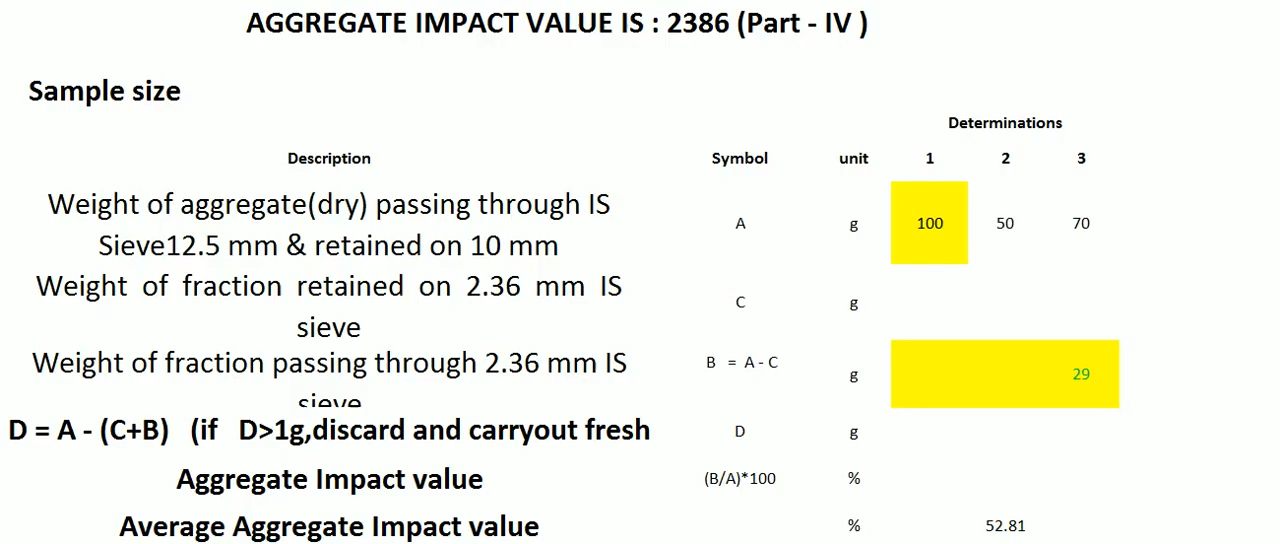 AGGREGATE IMPACT VALUE IS : 2386 (Part - IV )
Sample size
Determinations
Description Symbol unit 1 2 3
Weight of aggregate(dry) passing through IS
Sieve12.5 mm & retained on 10 mm
A g 100 50 70
Weight of fraction retained on 2.36 mm IS
sieve
C g
Weight of fraction passing through 2.36 mm IS
sieve
B = A - C g 29
D = A - (C+B) (if D>1g,discard and carryout fresh D g
Aggregate Impact value (B/A)*100 %
Average Aggregate Impact value % 52.81